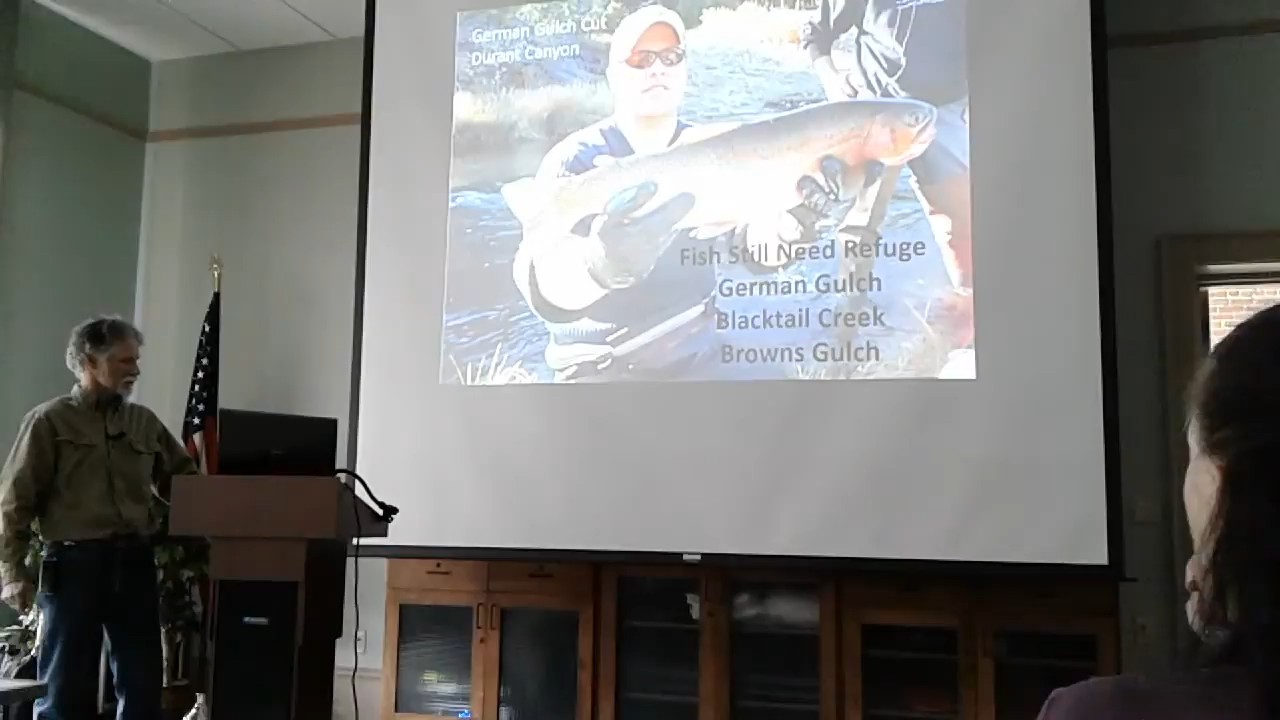 German Gulch Cut
Durant Canyon
Fish Still Need Refuge
German Gulch
Blacktail Creek
Browns Gulch